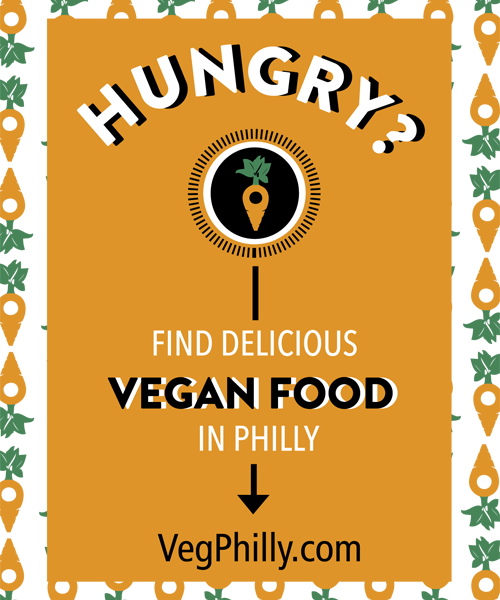 HUNGRY?
FIND DELICIOUS
VEGAN FOOD
IN PHILLY
VegPhilly.com